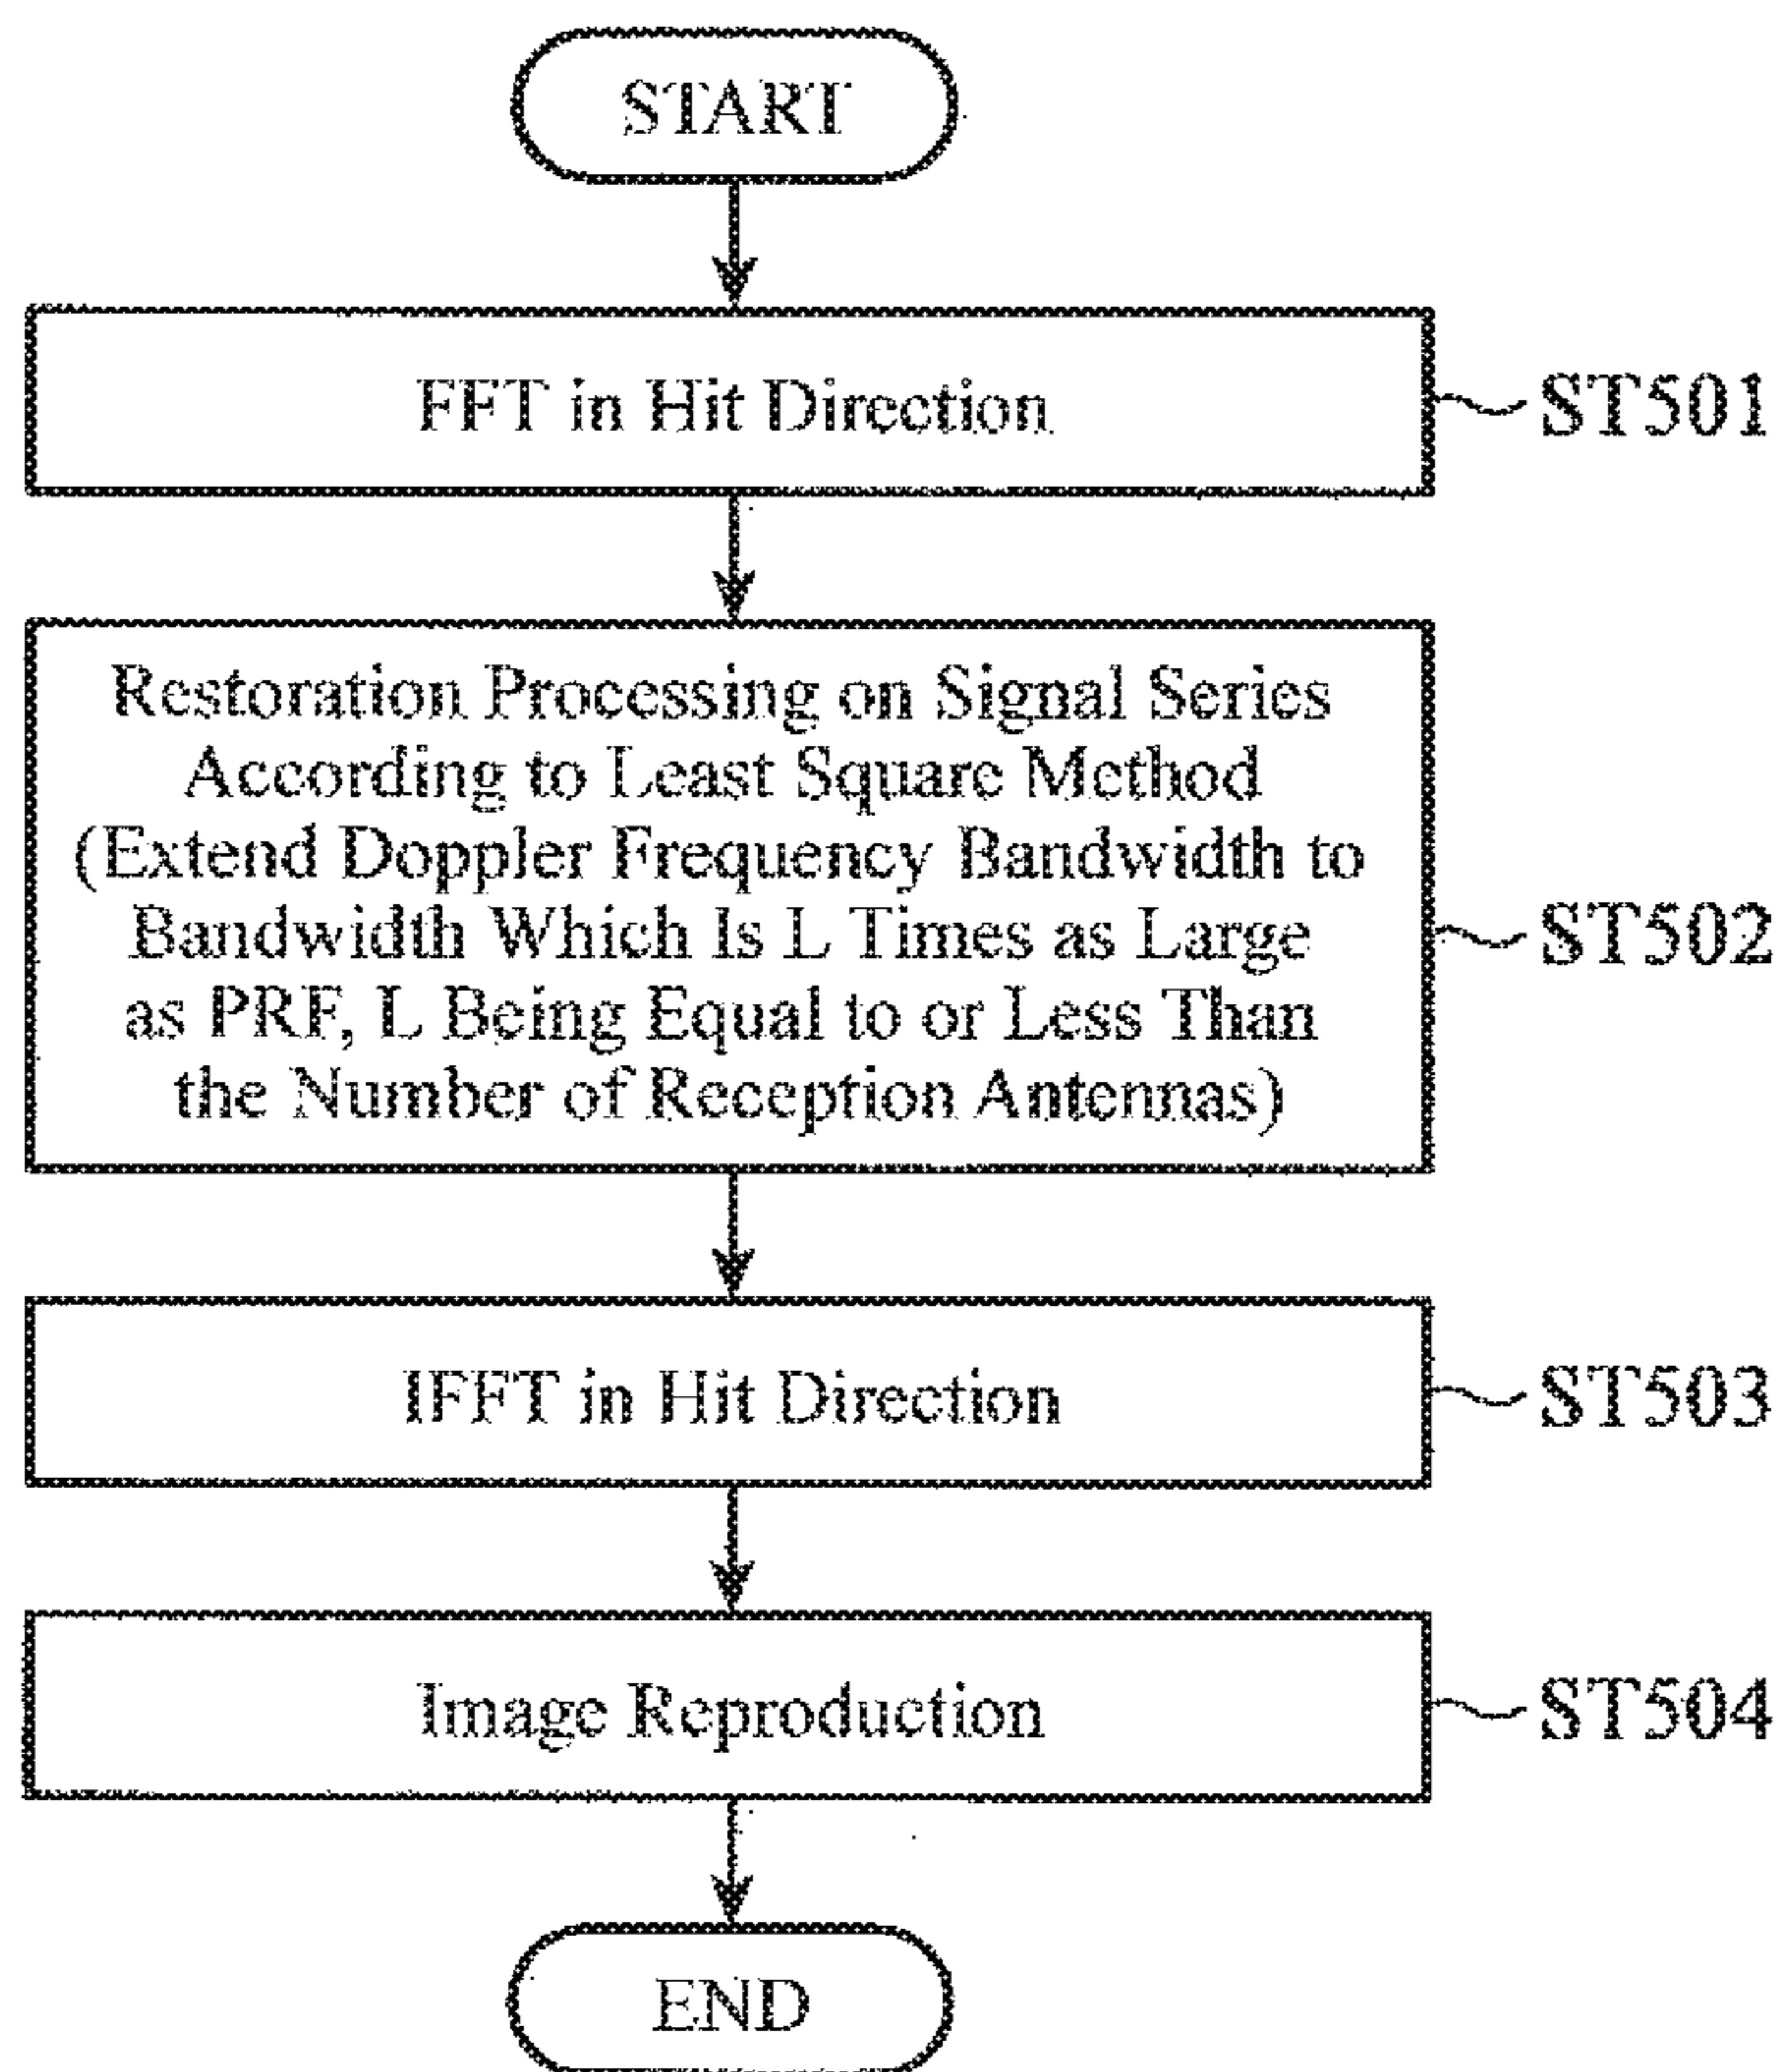 START
FFT in Hit Direction
ST501
Restoration Processing on Signal Series
According to Least Square Method
(Extend Doppler Frequency Bandwidth to
Bandwidth Which Is L Times as Large
as PRF, L Being Equal to or Less Than
the Number of Reception Antennas)
ST502
IFFT in Hit Direction
ST503
Image Reproduction
ST504
END